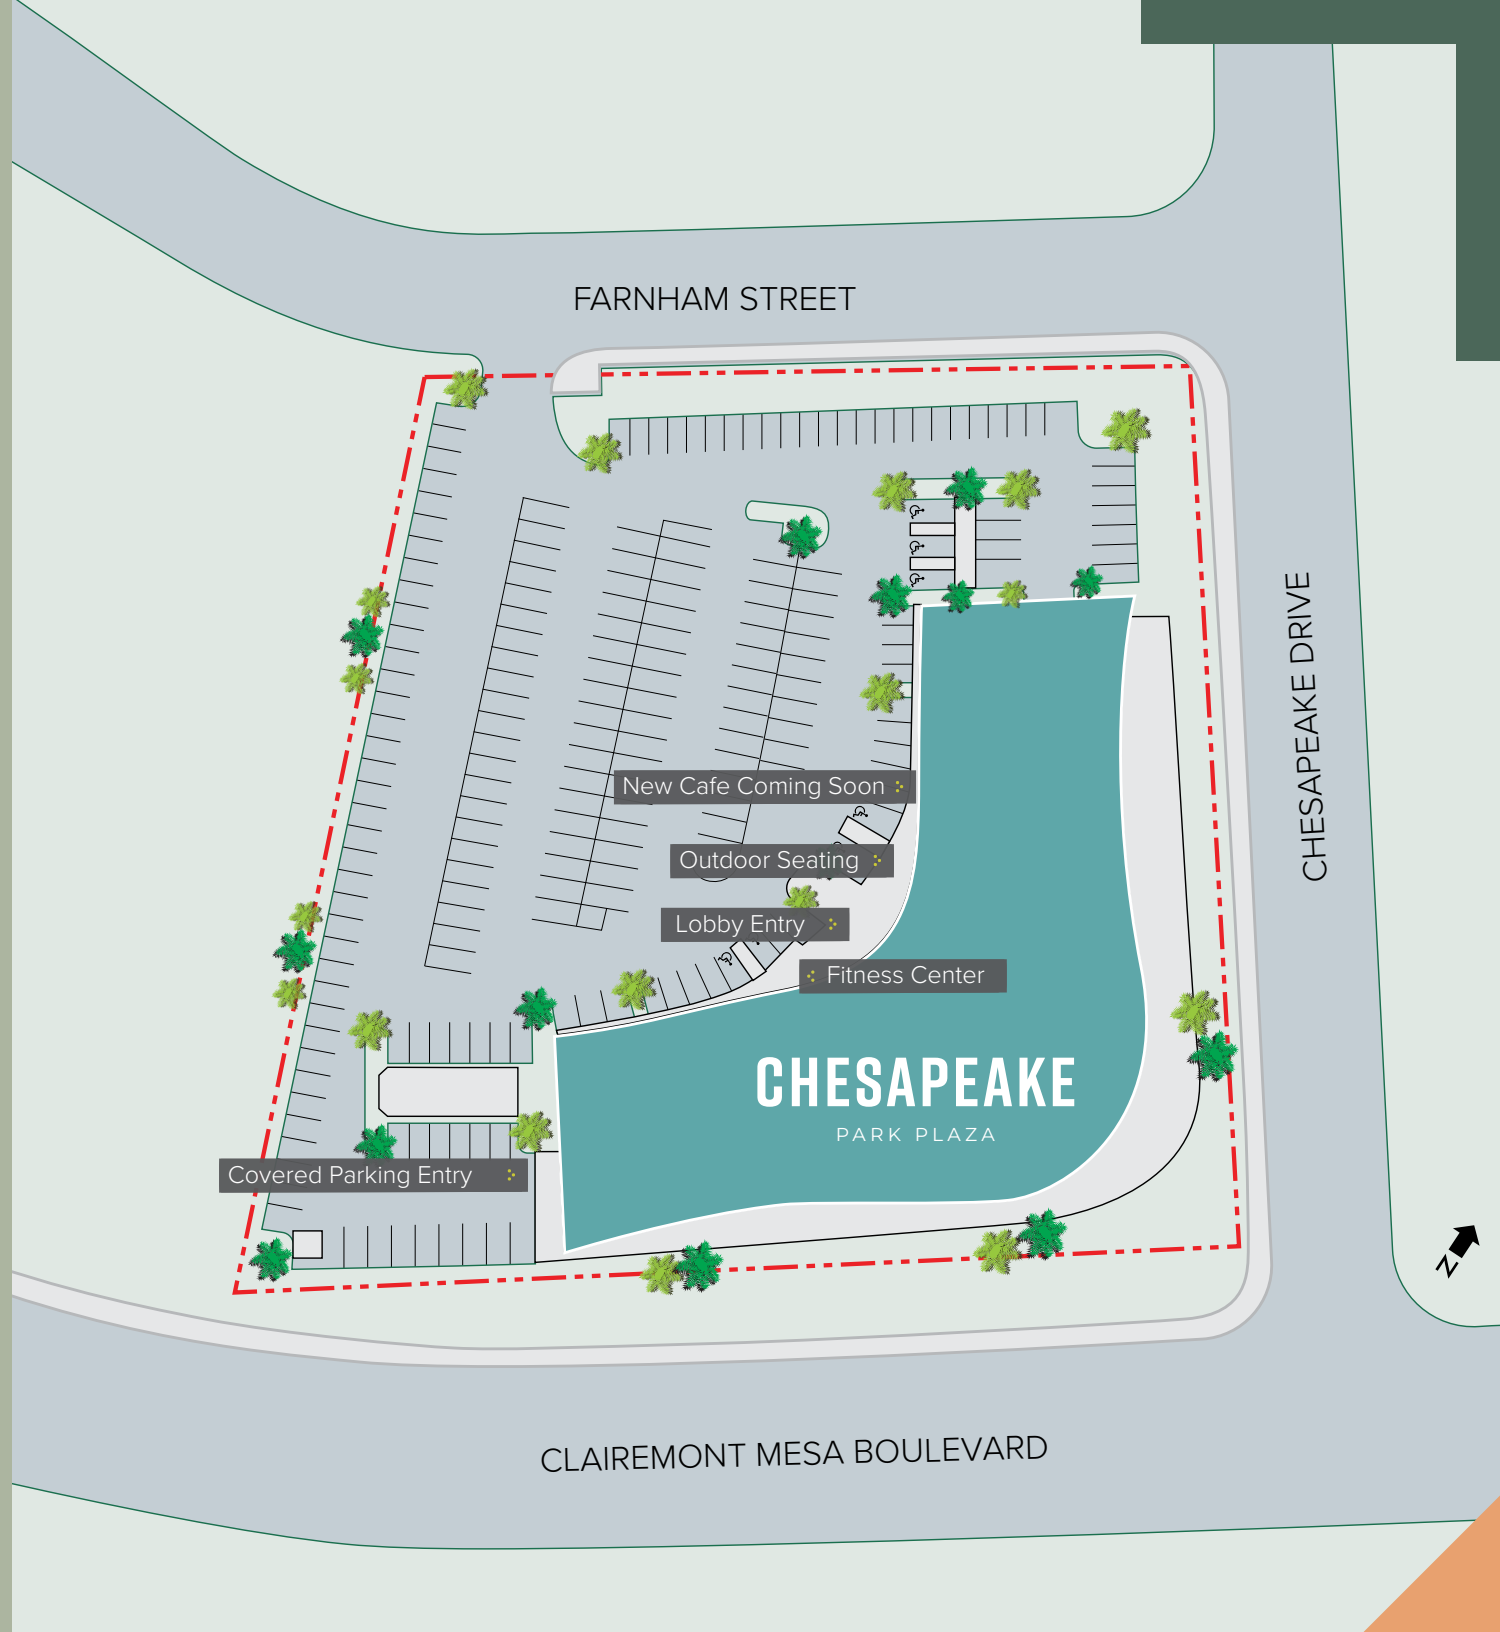 FARNHAM STREET
CHESAPEAKE DRIVE
New Cafe Coming Soon
Outdoor Seating
Lobby Entry
Fitness Center
CHESAPEAKE
PARK PLAZA
Covered Parking Entry
N
CLAIREMONT MESA BOULEVARD